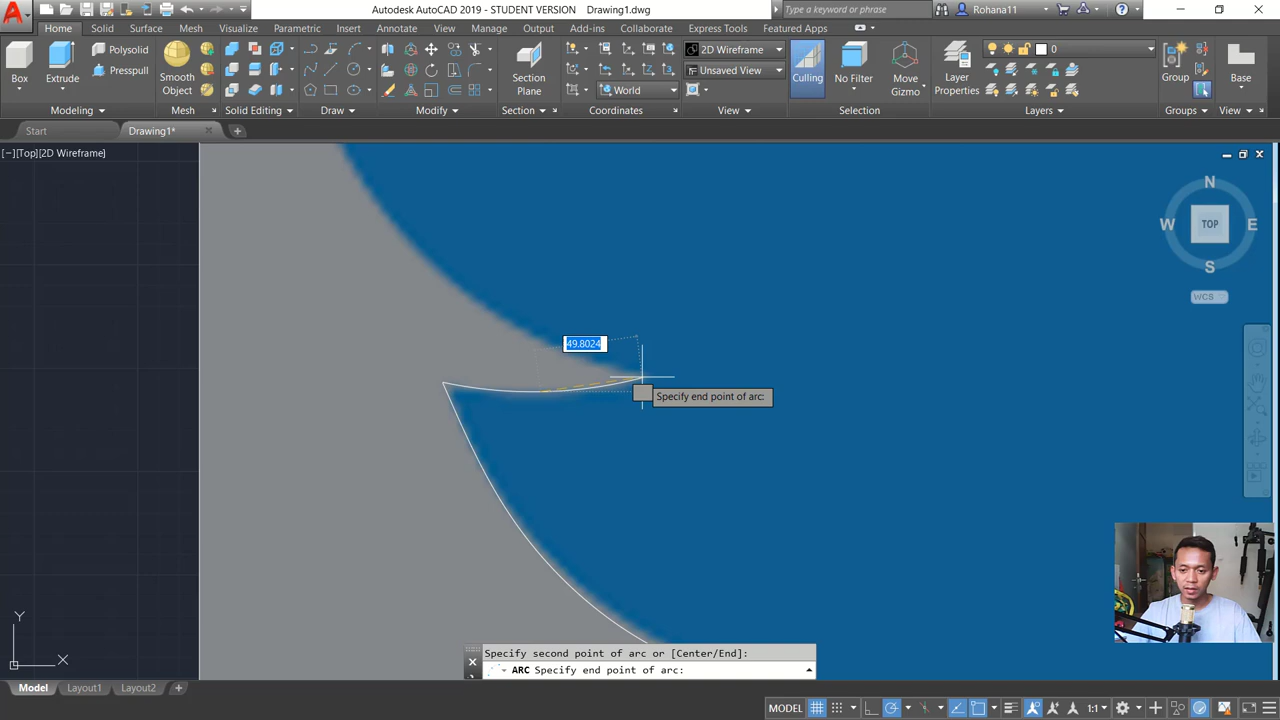 Autodesk AutoCAD 2019 - STUDENT VERSION Drawing1.dwg
Type a keyword or phrase
Rohana11
Home Solid Surface Mesh Visualize Parametric Insert Annotate View Manage Output Add-ins Collaborate Express Tools Featured Apps
Box
Extrude
Polysolid
Presspull
Smooth
Object
Section
Plane
World
2D Wireframe
Unsaved View
Culling
No Filter
Move
Gizmo
Layer
Properties
0
Group
Base
Modeling Mesh Solid Editing Draw Modify Section Coordinates View Selection Layers Groups View
Start Drawing1*
[−][Top][2D Wireframe]
N
W TOP E
S
WCS
49.8024
Specify end point of arc:
Y
X
Specify second point of arc or [Center/End]:
ARC Specify end point of arc:
Model Layout1 Layout2
MODEL 1:1